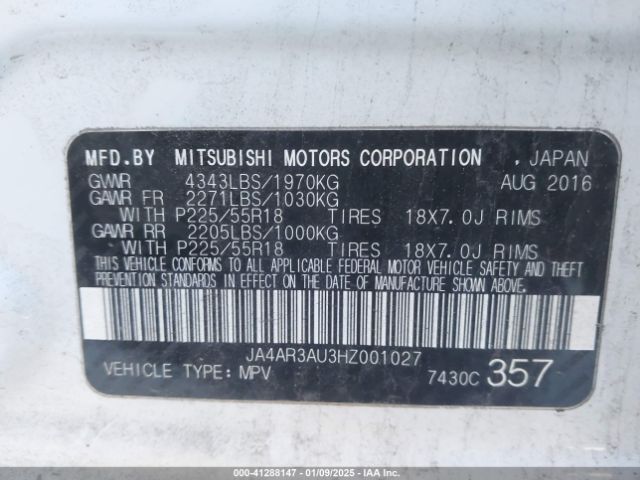 MFD.BY MITSUBISHI MOTORS CORPORATION , JAPAN
GVWR 4343LBS/1970KG AUG 2016
GAWR FR 2271LBS/1030KG
WITH P225/55R18 TIRES 18X7.0J RIMS
GAWR RR 2205LBS/1000KG
WITH P225/55R18 TIRES 18X7.0J RIMS
THIS VEHICLE CONFORMS TO ALL APPLICABLE FEDERAL MOTOR VEHICLE SAFETY AND THEFT
PREVENTION STANDARDS IN EFFECT ON THE DATE OF MANUFACTURE SHOWN ABOVE.
JA4AR3AU3HZ001027
VEHICLE TYPE: MPV 7430C 357
000-41288147 - 01/09/2025 - IAAI.COM